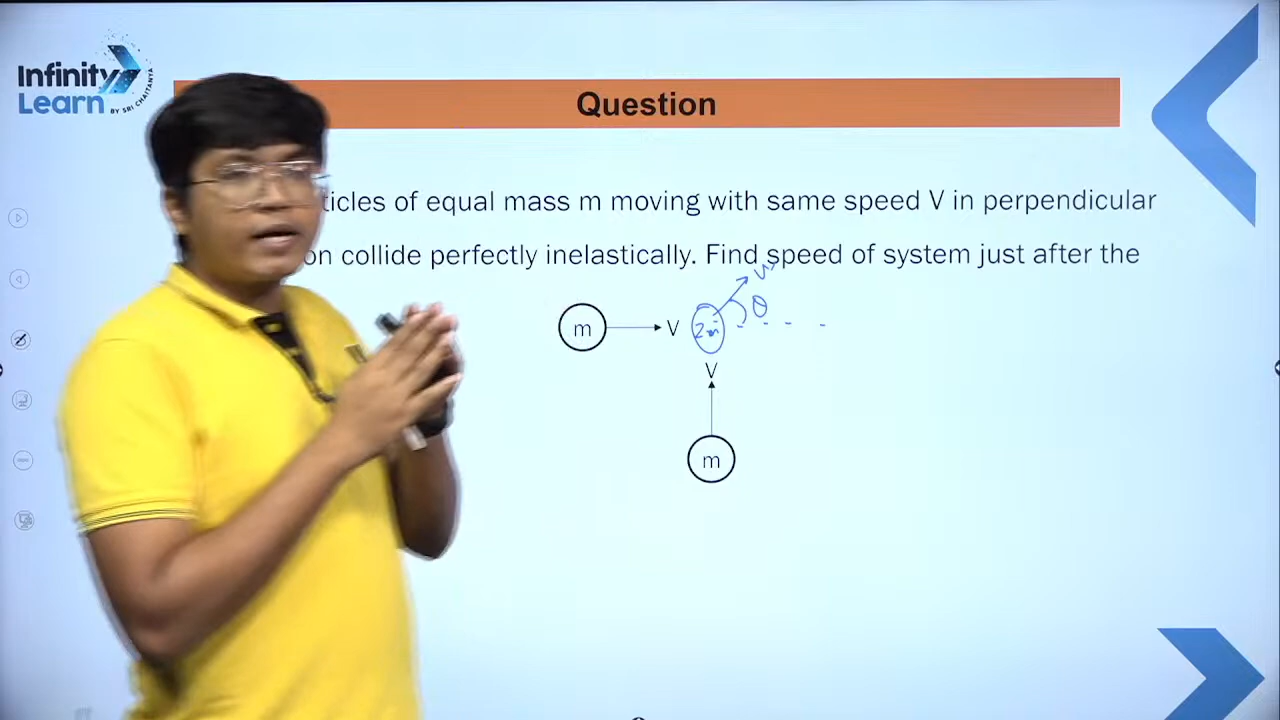 Infinity
Learn
BY SRI CHAITANYA
Question
ticles of equal mass m moving with same speed V in perpendicular
on collide perfectly inelastically. Find speed of system just after the
m V 2m θ
V
m